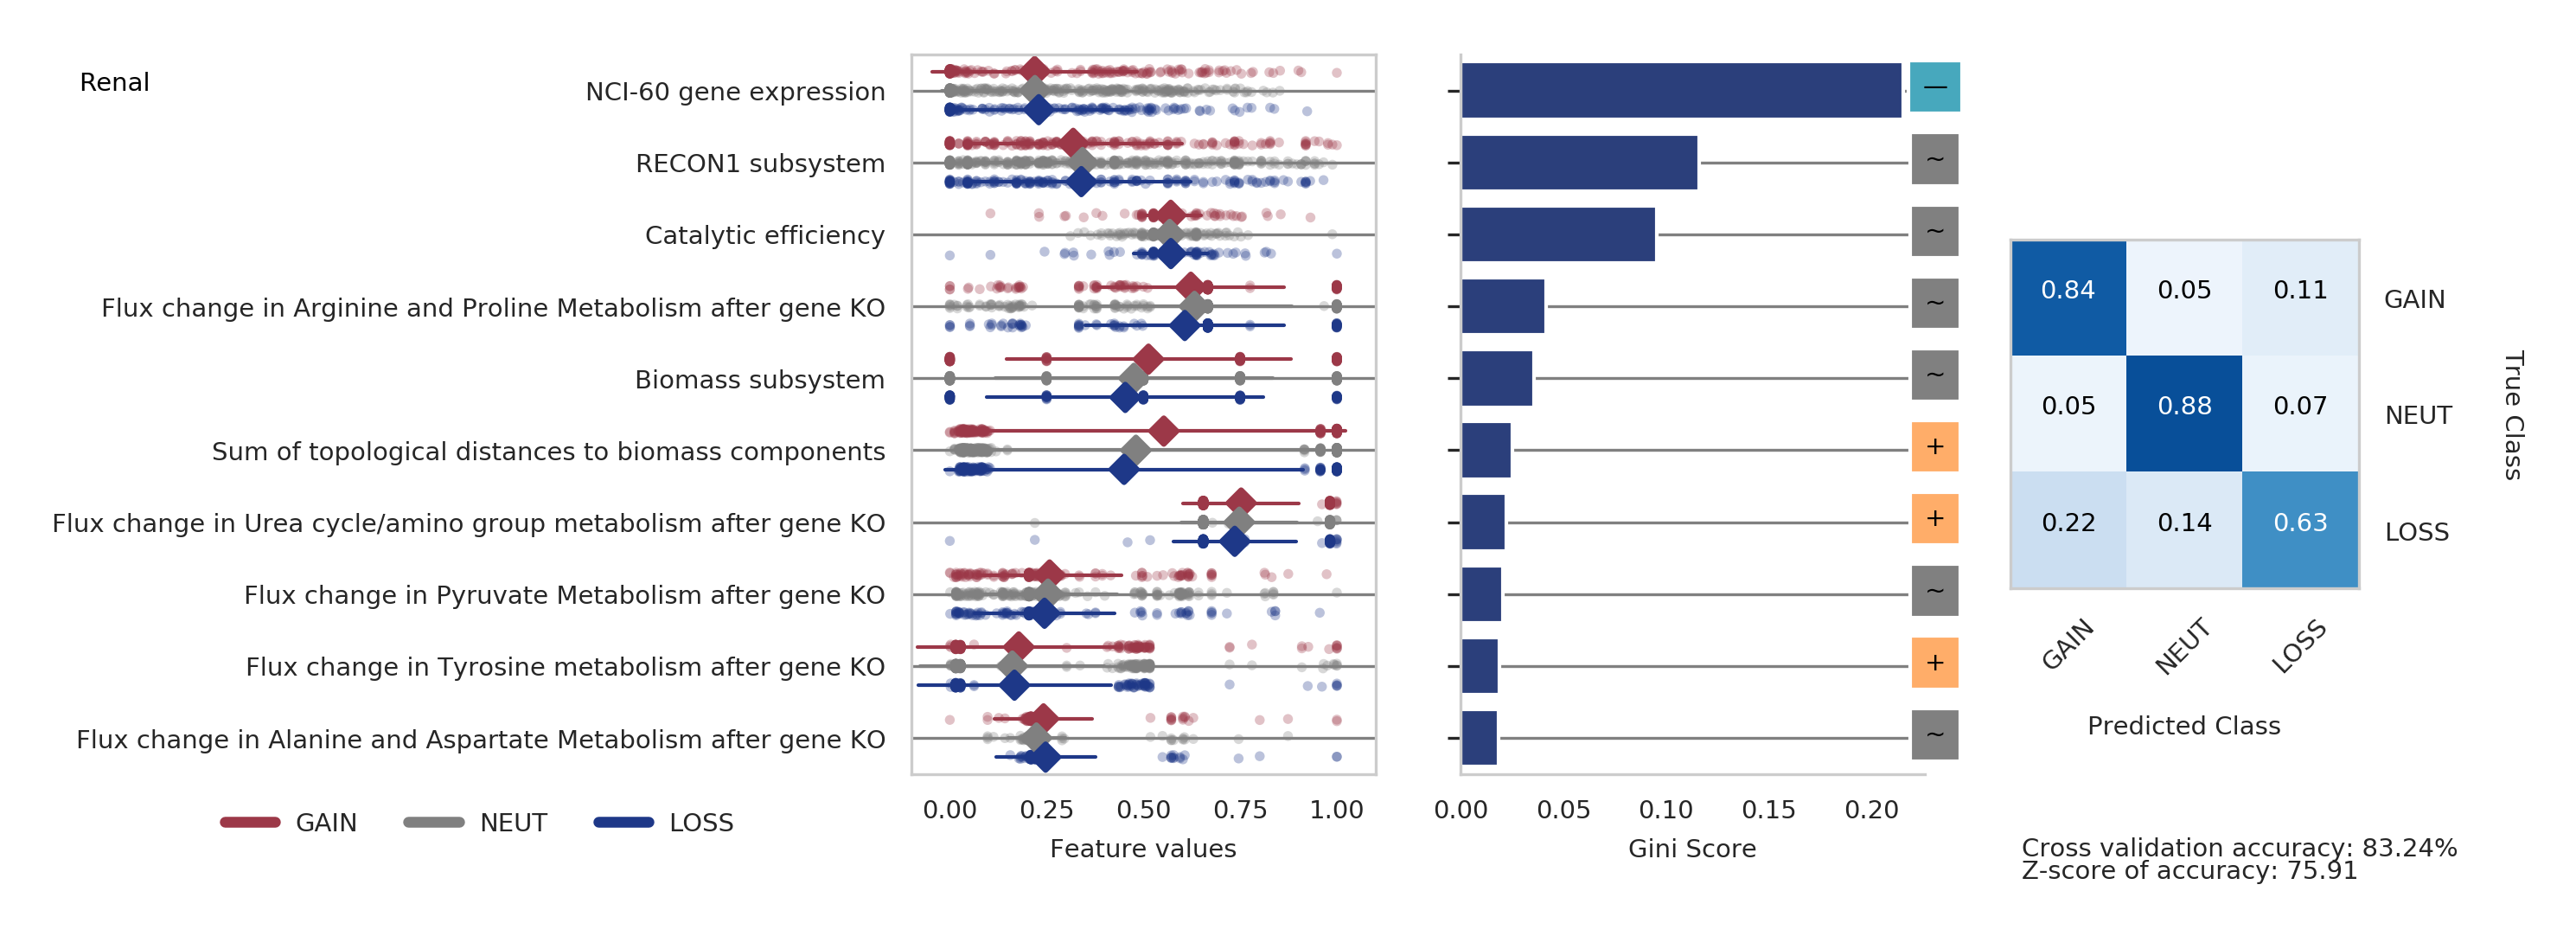 Renal
NCI-60 gene expression
RECON1 subsystem
Catalytic efficiency
Flux change in Arginine and Proline Metabolism after gene KO
Biomass subsystem
Sum of topological distances to biomass components
Flux change in Urea cycle/amino group metabolism after gene KO
Flux change in Pyruvate Metabolism after gene KO
Flux change in Tyrosine metabolism after gene KO
Flux change in Alanine and Aspartate Metabolism after gene KO
GAIN NEUT LOSS
0.00 0.25 0.50 0.75 1.00
Feature values
—
~
~
~
~
+
+
~
+
~
0.00 0.05 0.10 0.15 0.20
Gini Score
0.84 0.05 0.11 GAIN
0.05 0.88 0.07 NEUT
0.22 0.14 0.63 LOSS
True Class
GAIN NEUT LOSS
Predicted Class
Cross validation accuracy: 83.24%
Z-score of accuracy: 75.91